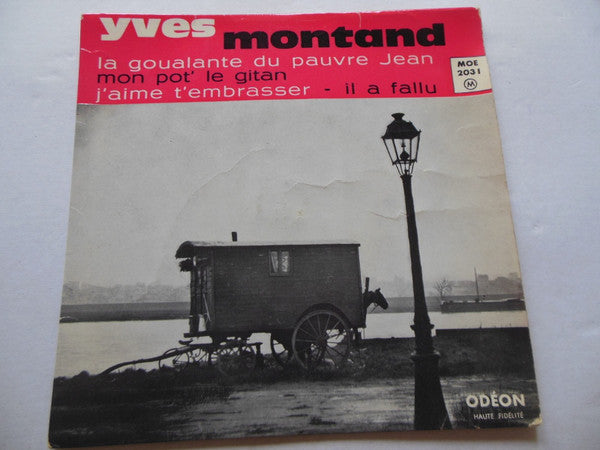 yves montand
la goualante du pauvre Jean
mon pot' le gitan
j'aime t'embrasser - il a fallu
MOE
2031
M
ODÉON
HAUTE FIDÉLITÉ